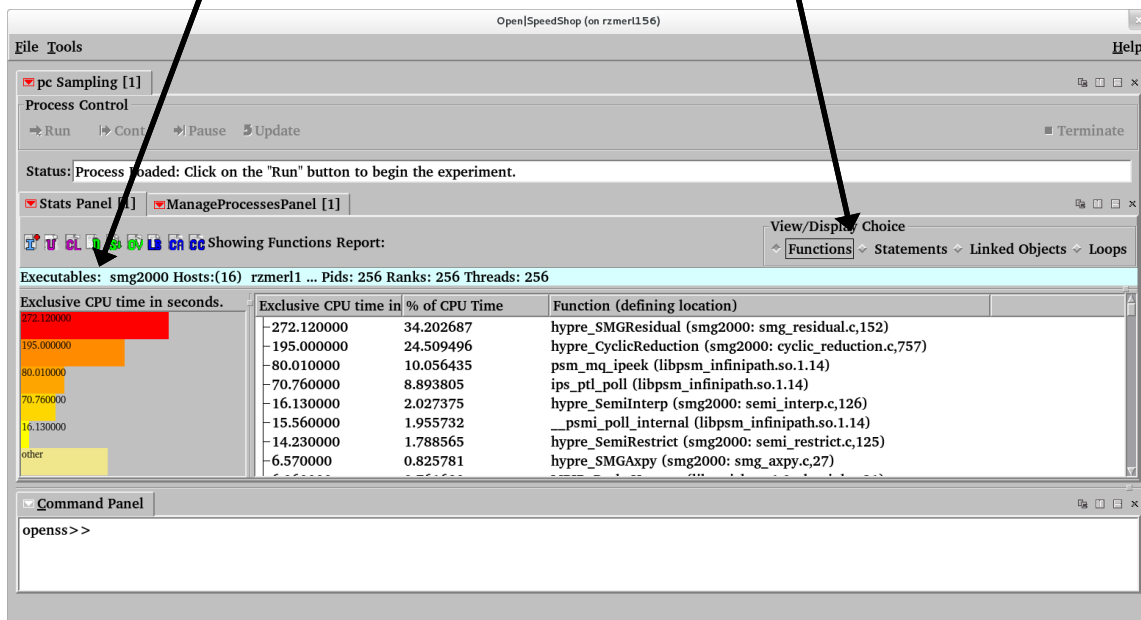 Open|SpeedShop (on rzmerl156)
File Tools Help
pc Sampling [1]
Process Control
Run Cont Pause Update Terminate
Status: Process Loaded: Click on the "Run" button to begin the experiment.
Stats Panel [1] ManageProcessesPanel [1]
View/Display Choice
I U CL D OV LB CA CC Showing Functions Report:
Functions Statements Linked Objects Loops
Executables: smg2000 Hosts:(16) rzmerl1 ... Pids: 256 Ranks: 256 Threads: 256
Exclusive CPU time in seconds.
272.120000
195.000000
80.010000
70.760000
16.130000
other
Exclusive CPU time in % of CPU Time Function (defining location)
272.120000 34.202687 hypre_SMGResidual (smg2000: smg_residual.c,152)
195.000000 24.509496 hypre_CyclicReduction (smg2000: cyclic_reduction.c,757)
80.010000 10.056435 psm_mq_ipeek (libpsm_infinipath.so.1.14)
70.760000 8.893805 ips_ptl_poll (libpsm_infinipath.so.1.14)
16.130000 2.027375 hypre_SemiInterp (smg2000: semi_interp.c,126)
15.560000 1.955732 __psmi_poll_internal (libpsm_infinipath.so.1.14)
14.230000 1.788565 hypre_SemiRestrict (smg2000: semi_restrict.c,125)
6.570000 0.825781 hypre_SMGAxpy (smg2000: smg_axpy.c,27)
Command Panel
openss>>